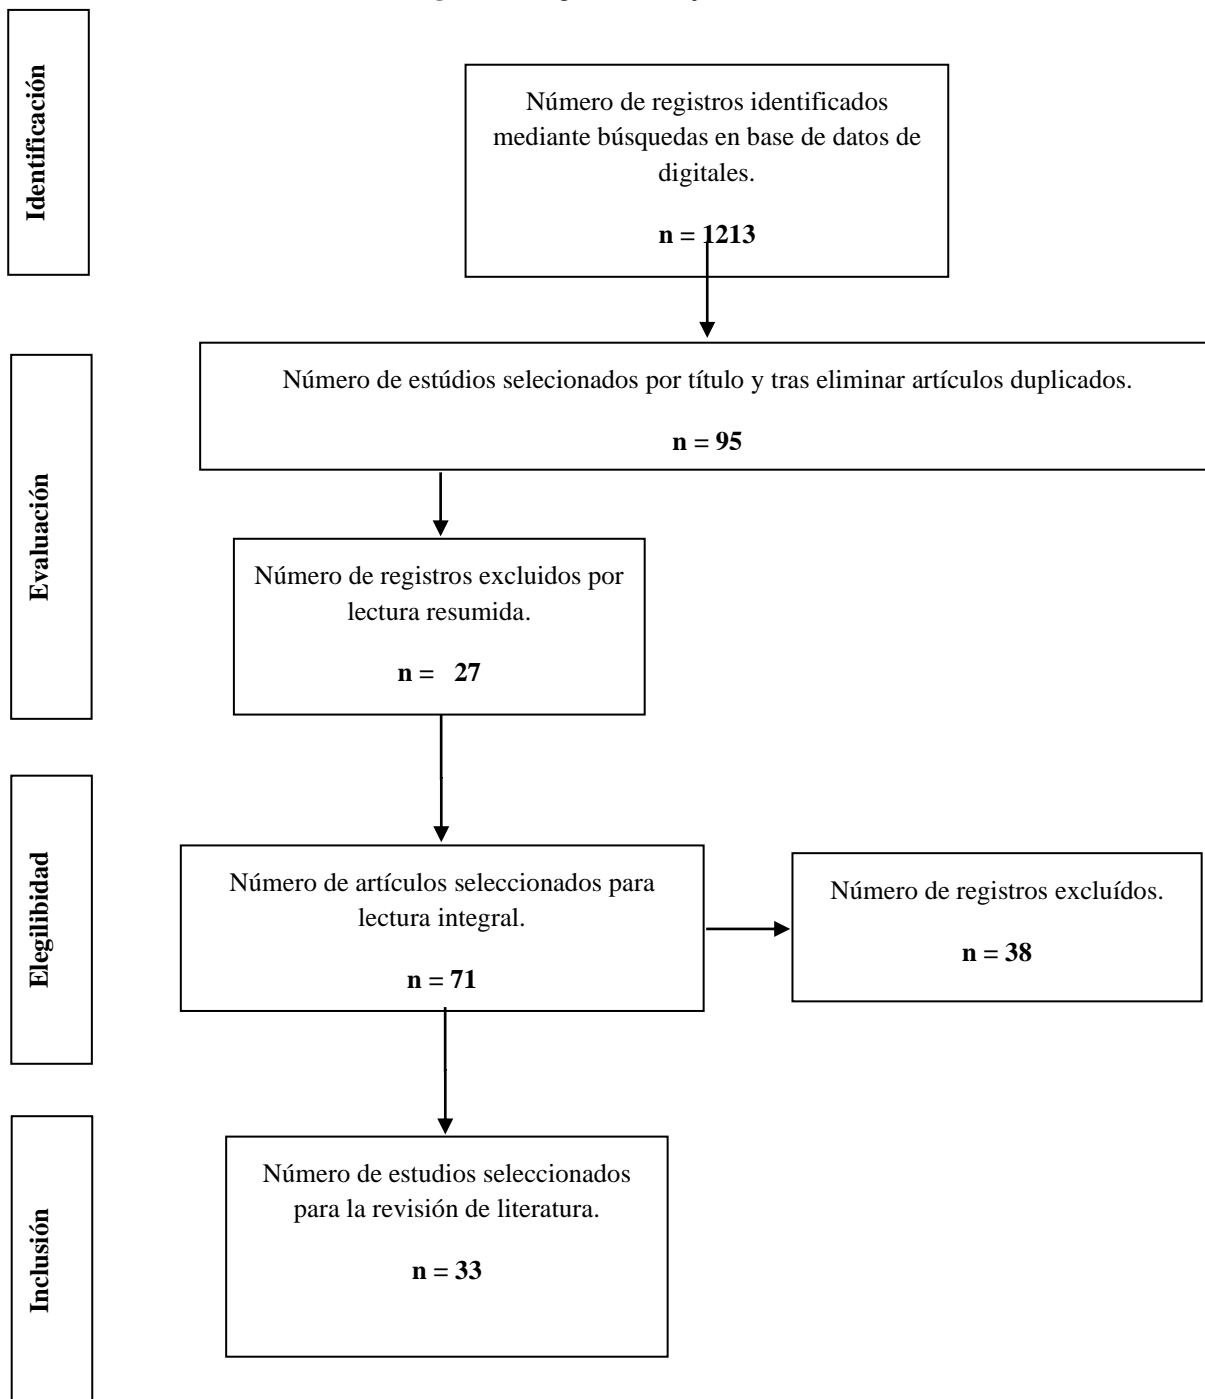 Identificación
Número de registros identificados
mediante búsquedas en base de datos de
digitales.
n = 1213
Evaluación
Número de estúdios selecionados por título y tras eliminar artículos duplicados.
n = 95
Número de registros excluidos por
lectura resumida.
n = 27
Elegilibidad
Número de artículos seleccionados para
lectura integral.
n = 71
Número de registros excluídos.
n = 38
Inclusión
Número de estudios seleccionados
para la revisión de literatura.
n = 33